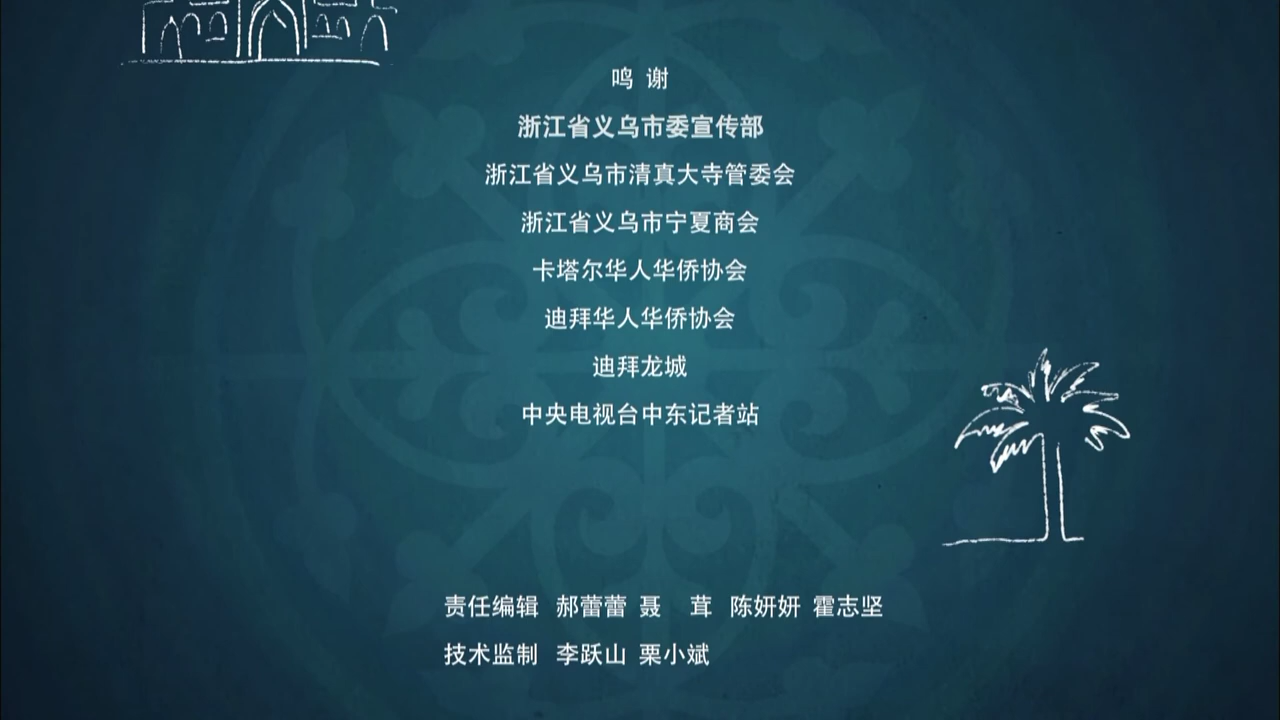 鸣 谢
浙江省义乌市委宣传部
浙江省义乌市清真大寺管委会
浙江省义乌市宁夏商会
卡塔尔华人华侨协会
迪拜华人华侨协会
迪拜龙城
中央电视台中东记者站
责任编辑 郝蕾蕾 聂 茸 陈妍妍 霍志坚
技术监制 李跃山 栗小斌